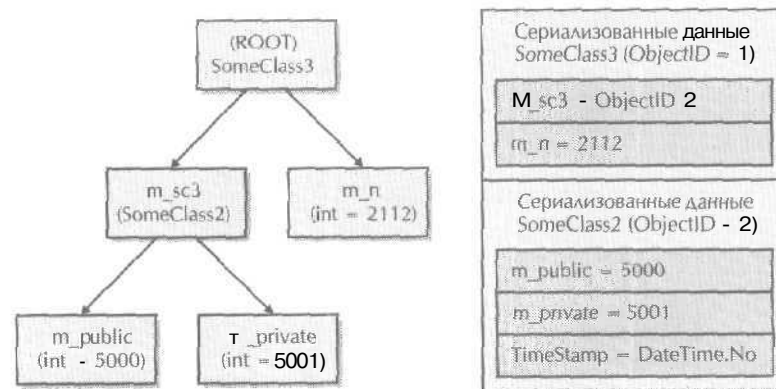 (ROOT)
SomeClass3
m_sc3
(SomeClass2)
m_n
(int = 2112)
m_public
(int - 5000)
т _private
(int = 5001)
Сериализованные данные
SomeClass3 (ObjectID = 1)
M_sc3 - ObjectID 2
m_n = 2112
Сериализованные данные
SomeClass2 (ObjectID - 2)
m_public = 5000
m_private = 5001
TimeStamp = DateTime.No